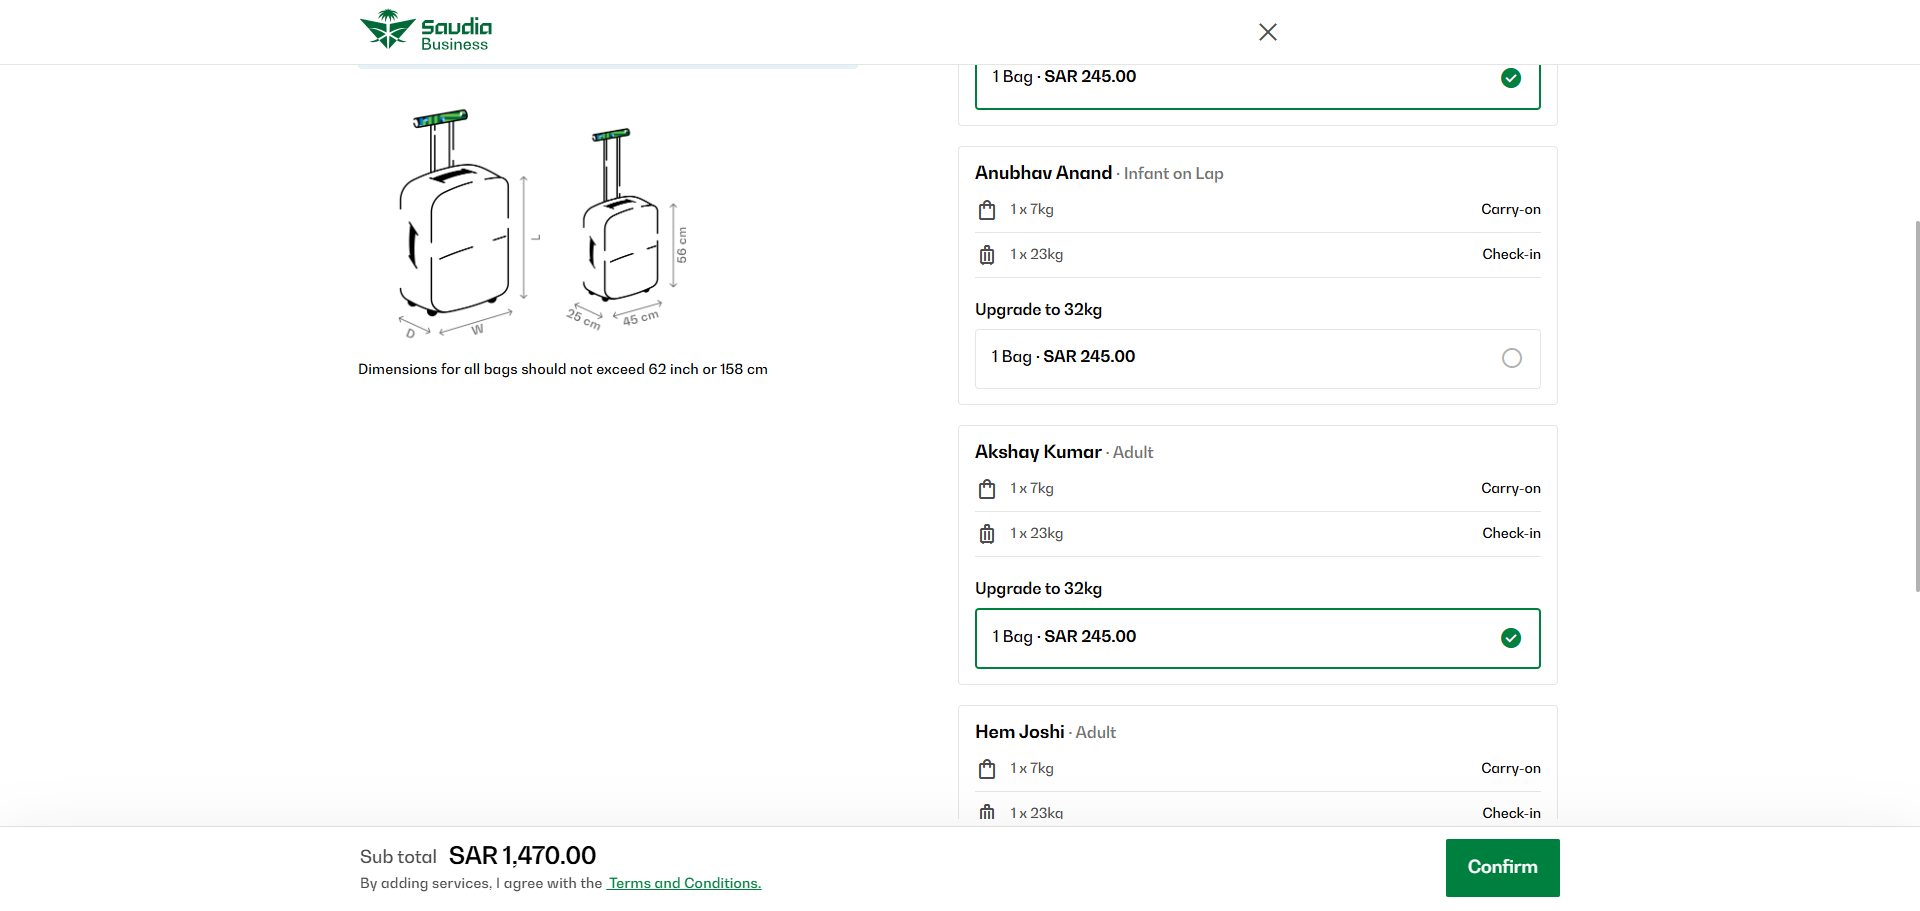 Saudia
Business
1 Bag · SAR 245.00
L
D
W
56 cm
25 cm
45 cm
Dimensions for all bags should not exceed 62 inch or 158 cm
Anubhav Anand · Infant on Lap
1 x 7kg Carry-on
1 x 23kg Check-in
Upgrade to 32kg
1 Bag · SAR 245.00
Akshay Kumar · Adult
1 x 7kg Carry-on
1 x 23kg Check-in
Upgrade to 32kg
1 Bag · SAR 245.00
Hem Joshi · Adult
1 x 7kg Carry-on
1 x 23kg Check-in
Sub total SAR 1,470.00
By adding services, I agree with the Terms and Conditions.
Confirm